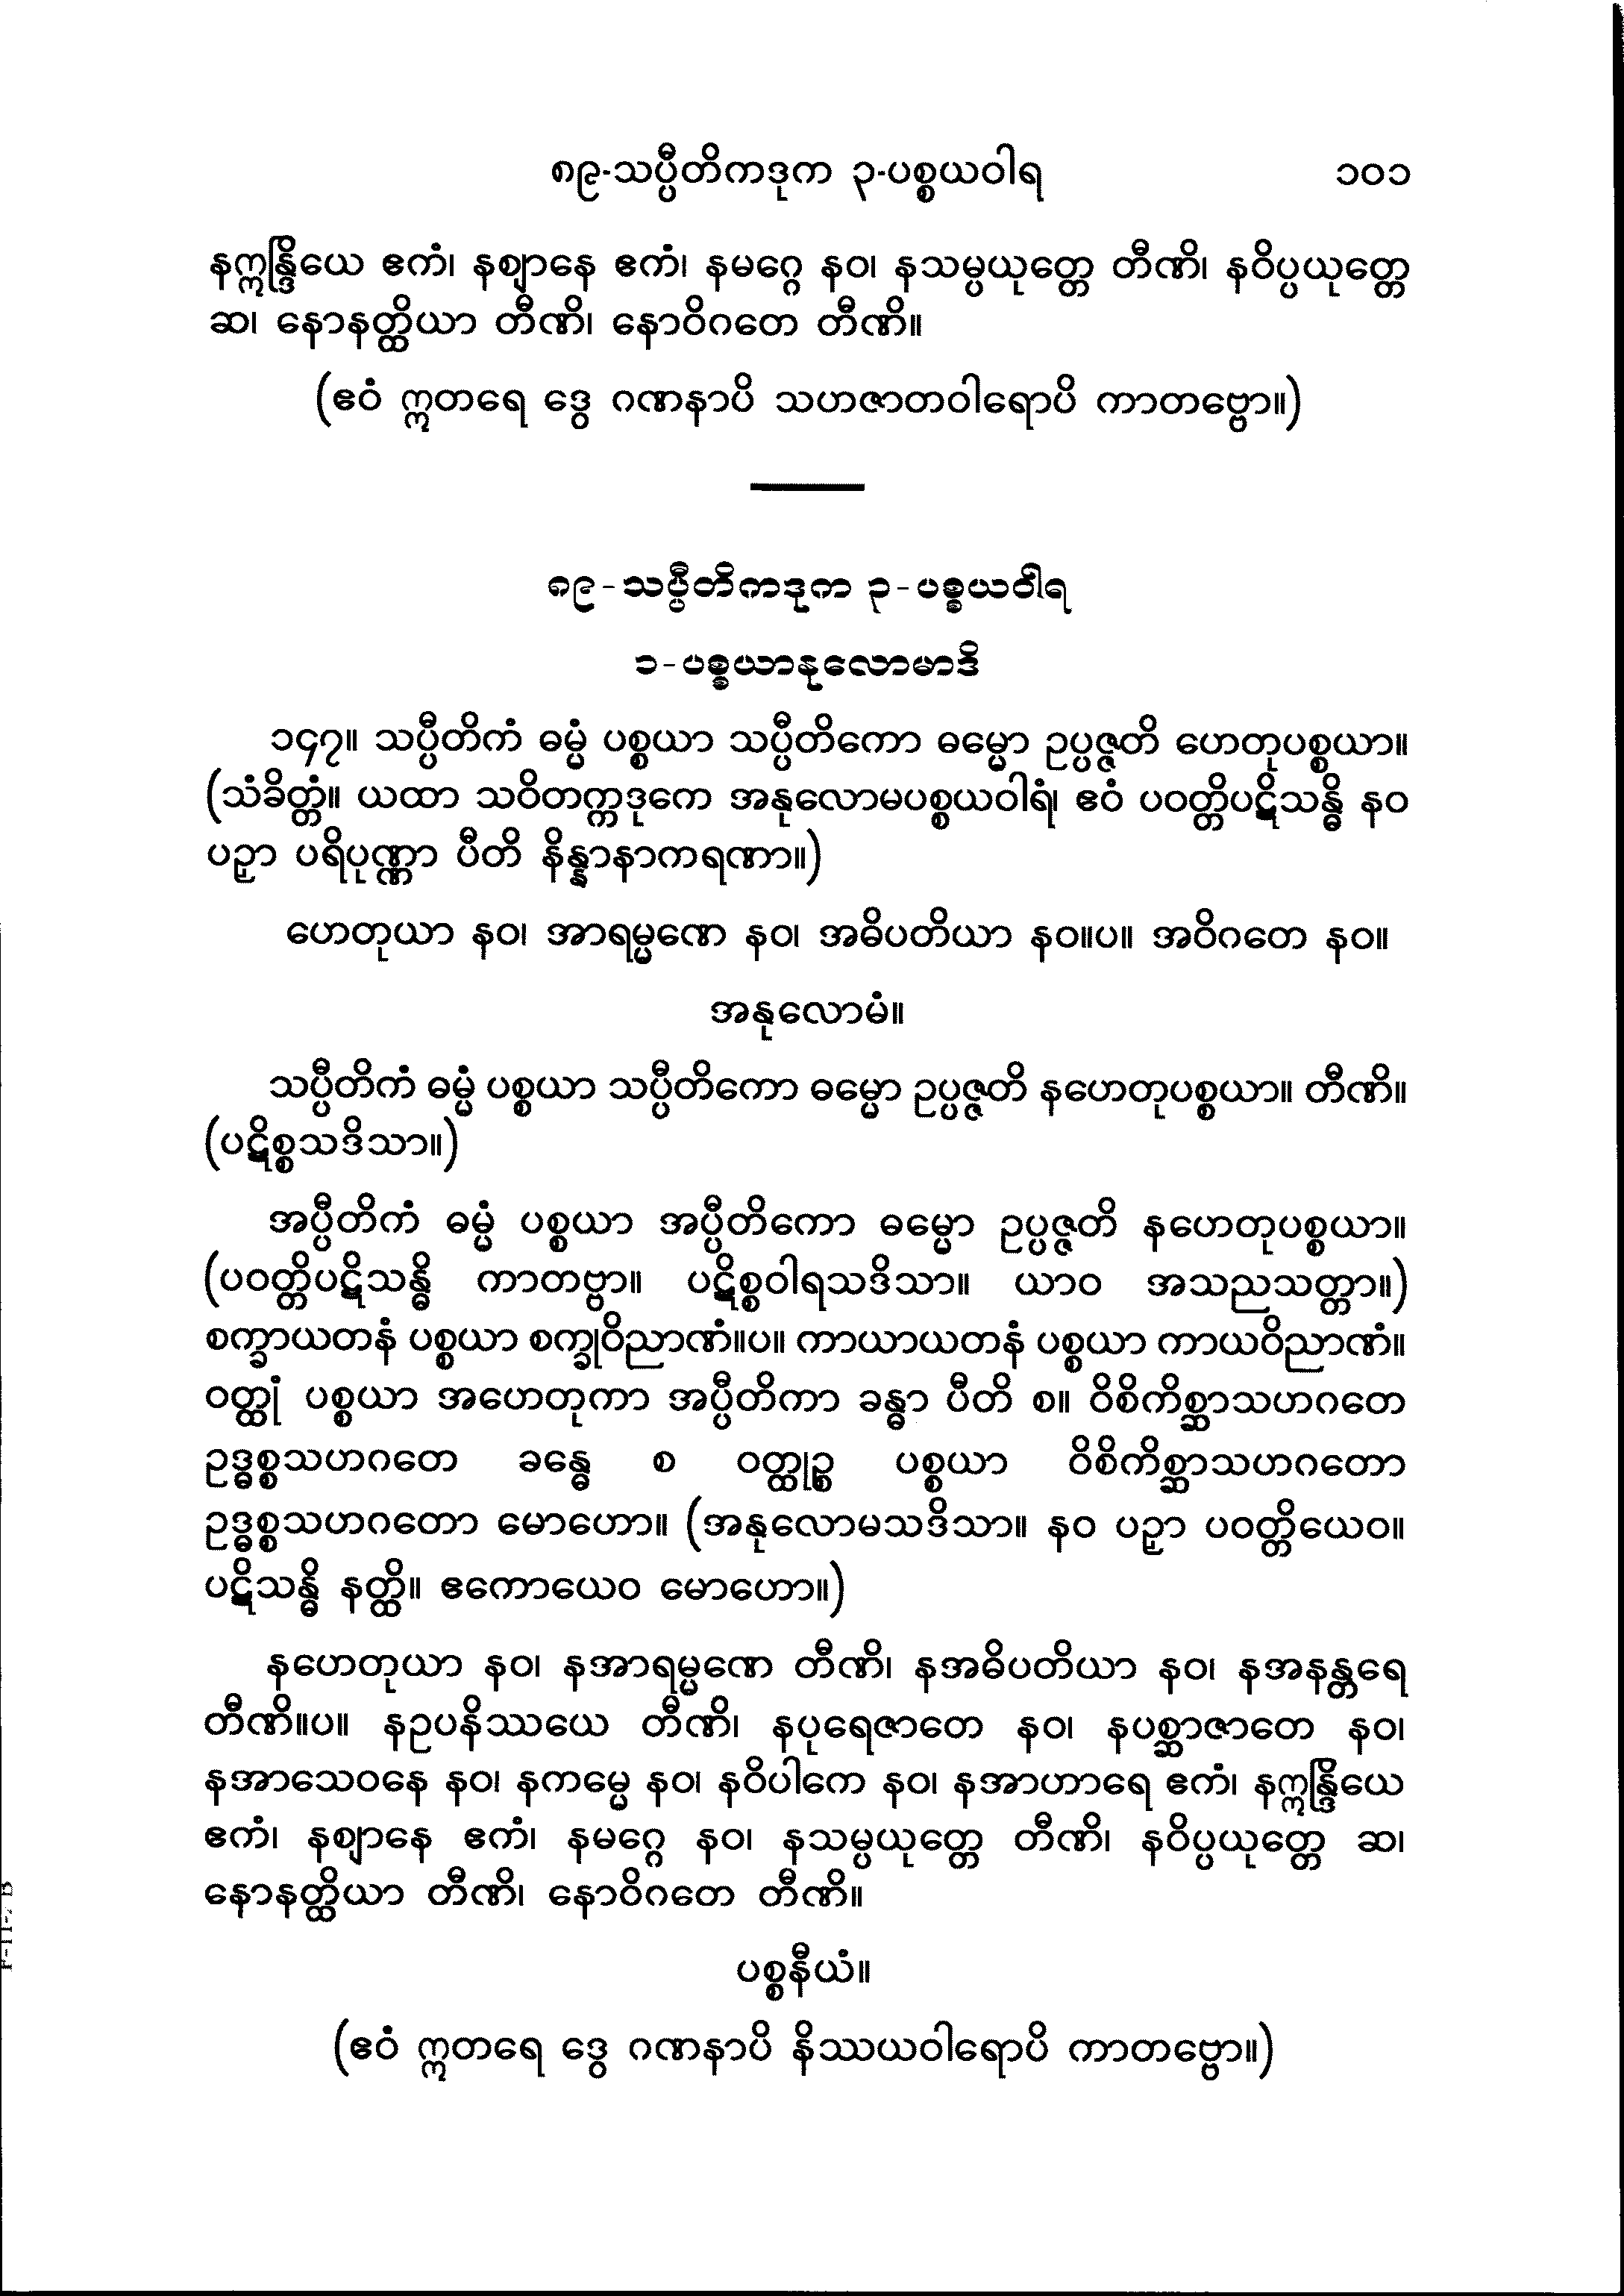 ၈၉-သပ္ပီတိကဒုက ၃-ပစ္စယဝါရ ၁၀၁
နဣန္ဒြိယေ ဧကံ၊ နဈာနေ ဧကံ၊ နမဂ္ဂေ နဝ၊ နသမ္ပယုတ္တေ တီဏိ၊ နဝိပ္ပယုတ္တေ
ဆ၊ နောနတ္ထိယာ တီဏိ၊ နောဝိဂတေ တီဏိ။
(ဧဝံ ဣတရေ ဒွေ ဂဏနာပိ သဟဇာတဝါရောပိ ကာတဗ္ဗော။)
၈၉-သပ္ပီတိကဒုက ၃-ပစ္စယဝါရ
၁-ပစ္စယာနုလောမာဒိ
၁၄၇။ သပ္ပီတိကံ ဓမ္မံ ပစ္စယာ သပ္ပီတိကော ဓမ္မော ဥပ္ပဇ္ဇတိ ဟေတုပစ္စယာ။
(သံခိတ္တံ။ ယထာ သဝိတက္ကဒုကေ အနုလောမပစ္စယဝါရံ၊ ဧဝံ ပဝတ္တိပဋိသန္ဓိ နဝ
ပဉှာ ပရိပုဏ္ဏာ ပီတိ နိန္နာနာကရဏာ။)
ဟေတုယာ နဝ၊ အာရမ္မဏေ နဝ၊ အဓိပတိယာ နဝ။ပ။ အဝိဂတေ နဝ။
အနုလောမံ။
သပ္ပီတိကံ ဓမ္မံ ပစ္စယာ သပ္ပီတိကော ဓမ္မော ဥပ္ပဇ္ဇတိ နဟေတုပစ္စယာ။ တီဏိ။
(ပဋိစ္စသဒိသာ။)
အပ္ပီတိကံ ဓမ္မံ ပစ္စယာ အပ္ပီတိကော ဓမ္မော ဥပ္ပဇ္ဇတိ နဟေတုပစ္စယာ။
(ပဝတ္တိပဋိသန္ဓိ ကာတဗ္ဗာ။ ပဋိစ္စဝါရသဒိသာ။ ယာဝ အသညသတ္တာ။)
စက္ခာယတနံ ပစ္စယာ စက္ခုဝိညာဏံ။ပ။ ကာယာယတနံ ပစ္စယာ ကာယဝိညာဏံ။
ဝတ္ထုံ ပစ္စယာ အဟေတုကာ အပ္ပီတိကာ ခန္ဓာ ပီတိ စ။ ဝိစိကိစ္ဆာသဟဂတေ
ဥဒ္ဓစ္စသဟဂတေ ခန္ဓေ စ ဝတ္ထုဉ္စ ပစ္စယာ ဝိစိကိစ္ဆာသဟဂတော
ဥဒ္ဓစ္စသဟဂတော မောဟော။ (အနုလောမသဒိသာ။ နဝ ပဉှာ ပဝတ္တိယေဝ။
ပဋိသန္ဓိ နတ္ထိ။ ဧကောယေဝ မောဟော။)
နဟေတုယာ နဝ၊ နအာရမ္မဏေ တီဏိ၊ နအဓိပတိယာ နဝ၊ နအနန္တရေ
တီဏိ။ပ။ နဥပနိဿယေ တီဏိ၊ နပုရေဇာတေ နဝ၊ နပစ္ဆာဇာတေ နဝ၊
နအာသေဝနေ နဝ၊ နကမ္မေ နဝ၊ နဝိပါကေ နဝ၊ နအာဟာရေ ဧကံ၊ နဣန္ဒြိယေ
ဧကံ၊ နဈာနေ ဧကံ၊ နမဂ္ဂေ နဝ၊ နသမ္ပယုတ္တေ တီဏိ၊ နဝိပ္ပယုတ္တေ ဆ၊
နောနတ္ထိယာ တီဏိ၊ နောဝိဂတေ တီဏိ။
ပစ္စနီယံ။
(ဧဝံ ဣတရေ ဒွေ ဂဏနာပိ နိဿယဝါရောပိ ကာတဗ္ဗော။)